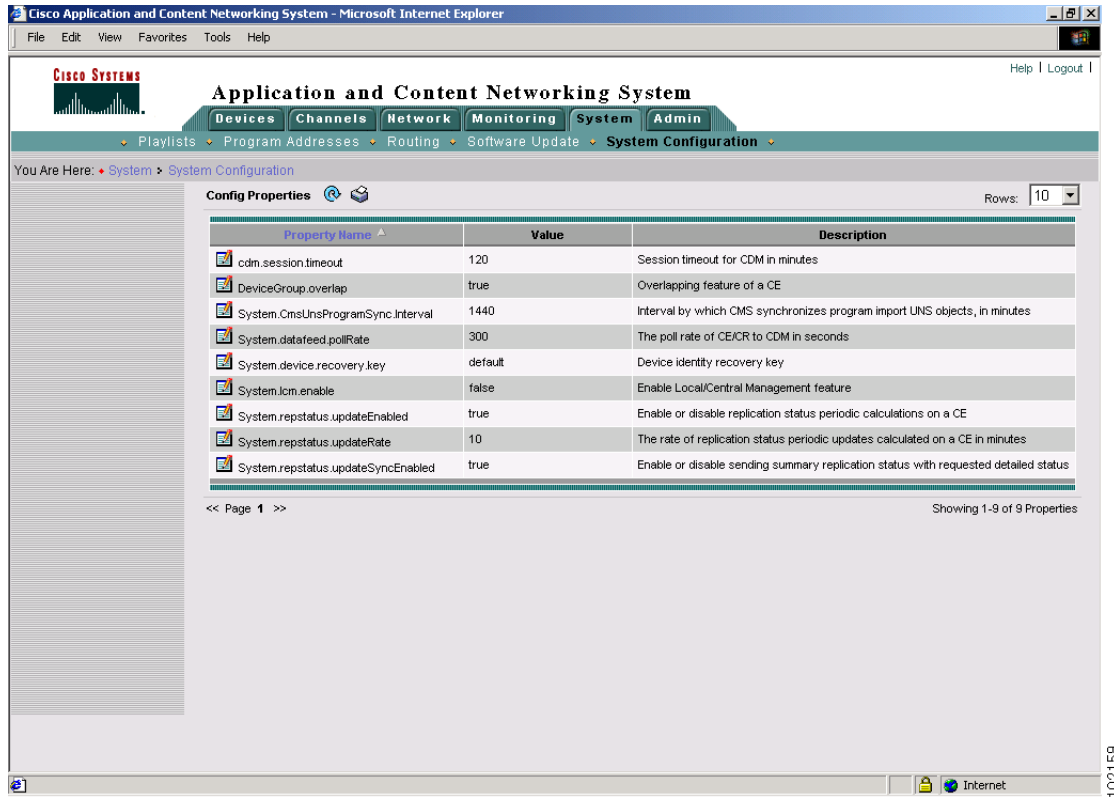 Cisco Application and Content Networking System - Microsoft Internet Explorer
File Edit View Favorites Tools Help
Help | Logout |
CISCO SYSTEMS
Application and Content Networking System
Devices Channels Network Monitoring System Admin
Playlists Program Addresses Routing Software Update System Configuration
You Are Here: System System Configuration
Config Properties Rows: 10
Property Name Value Description
cdm.session.timeout 120 Session timeout for CDM in minutes
DeviceGroup.overlap true Overlapping feature of a CE
System.CmsUnsProgramSync.Interval 1440 Interval by which CMS synchronizes program import UNS objects, in minutes
System.datafeed.pollRate 300 The poll rate of CE/CR to CDM in seconds
System.device.recovery.key default Device identity recovery key
System.lcm.enable false Enable Local/Central Management feature
System.repstatus.updateEnabled true Enable or disable replication status periodic calculations on a CE
System.repstatus.updateRate 10 The rate of replication status periodic updates calculated on a CE in minutes
System.repstatus.updateSyncEnabled true Enable or disable sending summary replication status with requested detailed status
<< Page 1 >> Showing 1-9 of 9 Properties
Internet
102159